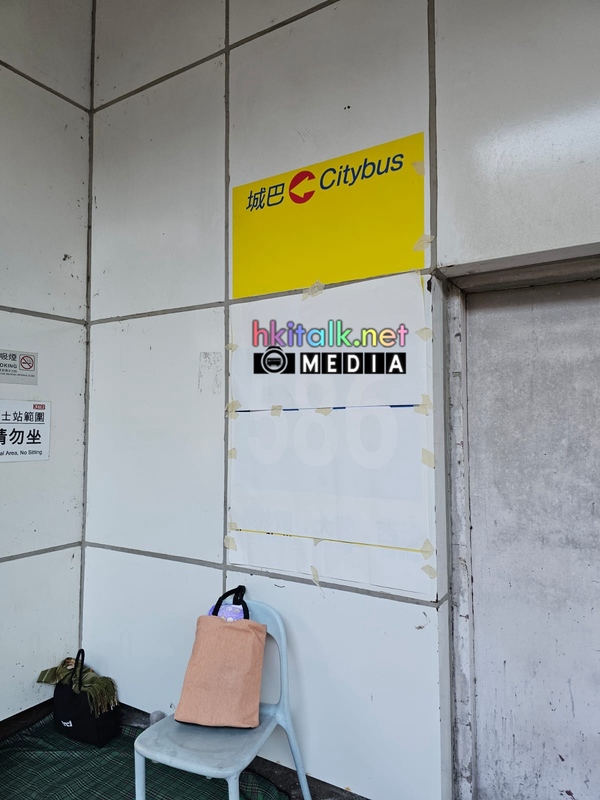 城巴 Citybus
hkitalk.net
MEDIA
吸煙
OKING
士站範圍
請勿坐
al Area, No Sitting